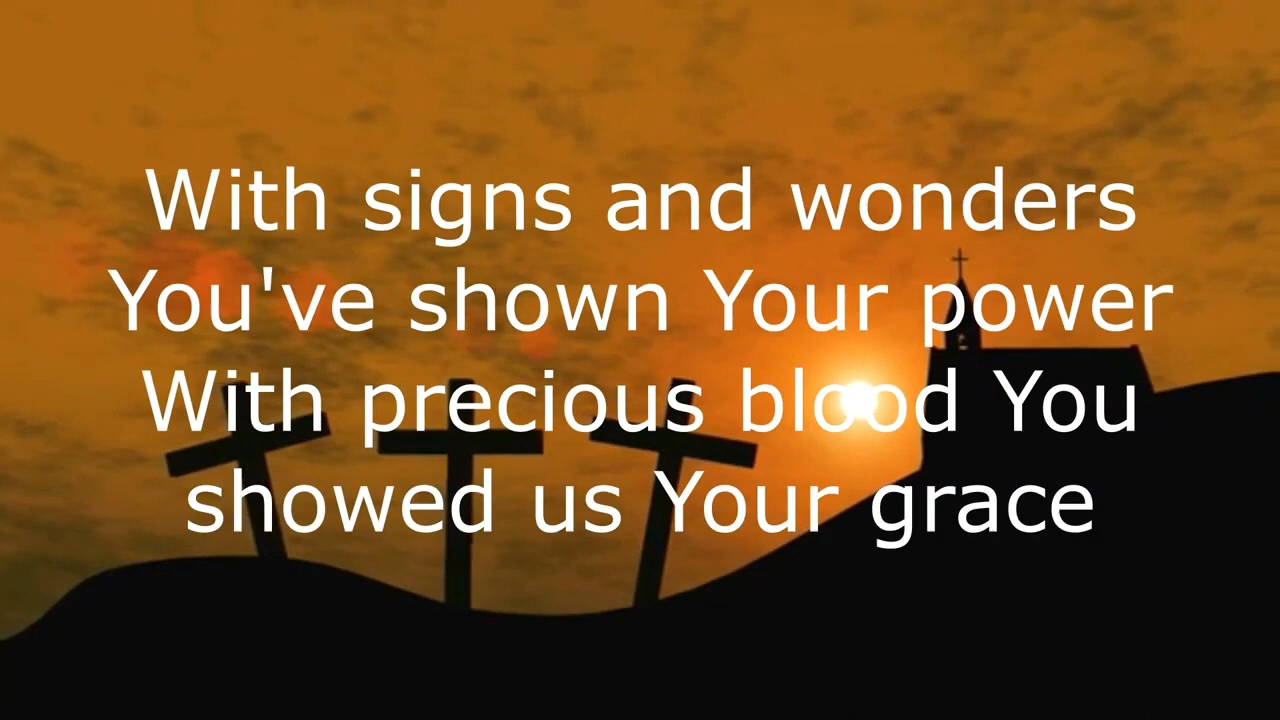 With signs and wonders
You've shown Your power
With precious blood You
showed us Your grace